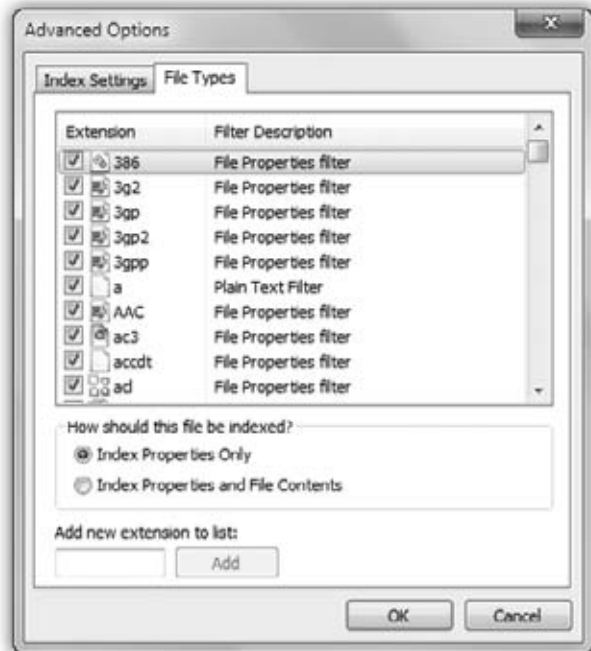 Advanced Options
Index Settings File Types
Extension Filter Description
386 File Properties filter
3g2 File Properties filter
3gp File Properties filter
3gp2 File Properties filter
3gpp File Properties filter
a Plain Text Filter
AAC File Properties filter
ac3 File Properties filter
accdt File Properties filter
ad File Properties filter
How should this file be indexed?
Index Properties Only
Index Properties and File Contents
Add new extension to list:
Add
OK Cancel